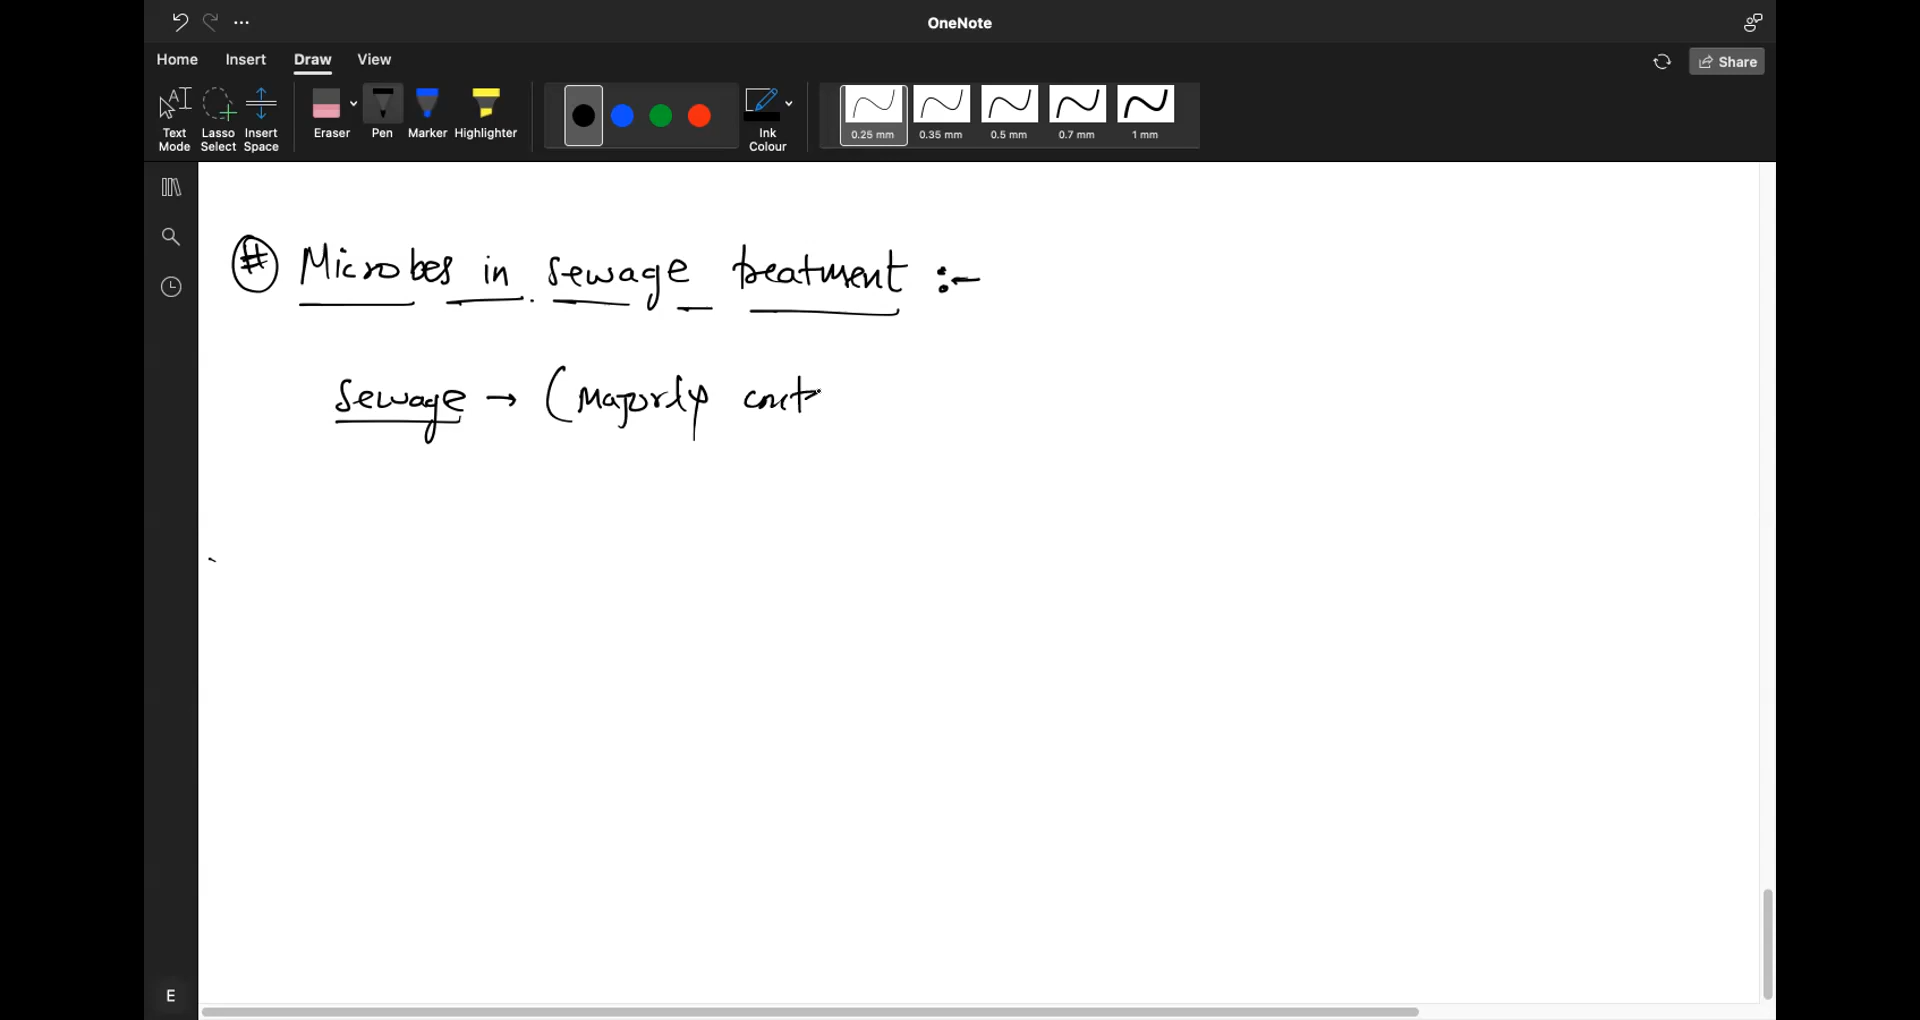 OneNote
Home Insert Draw View
Share
Text Mode Lasso Select Insert Space Eraser Pen Marker Highlighter Ink Colour 0.25 mm 0.35 mm 0.5 mm 0.7 mm 1 mm
# Microbes in sewage treatment :-
Sewage → (Majorly cont
E